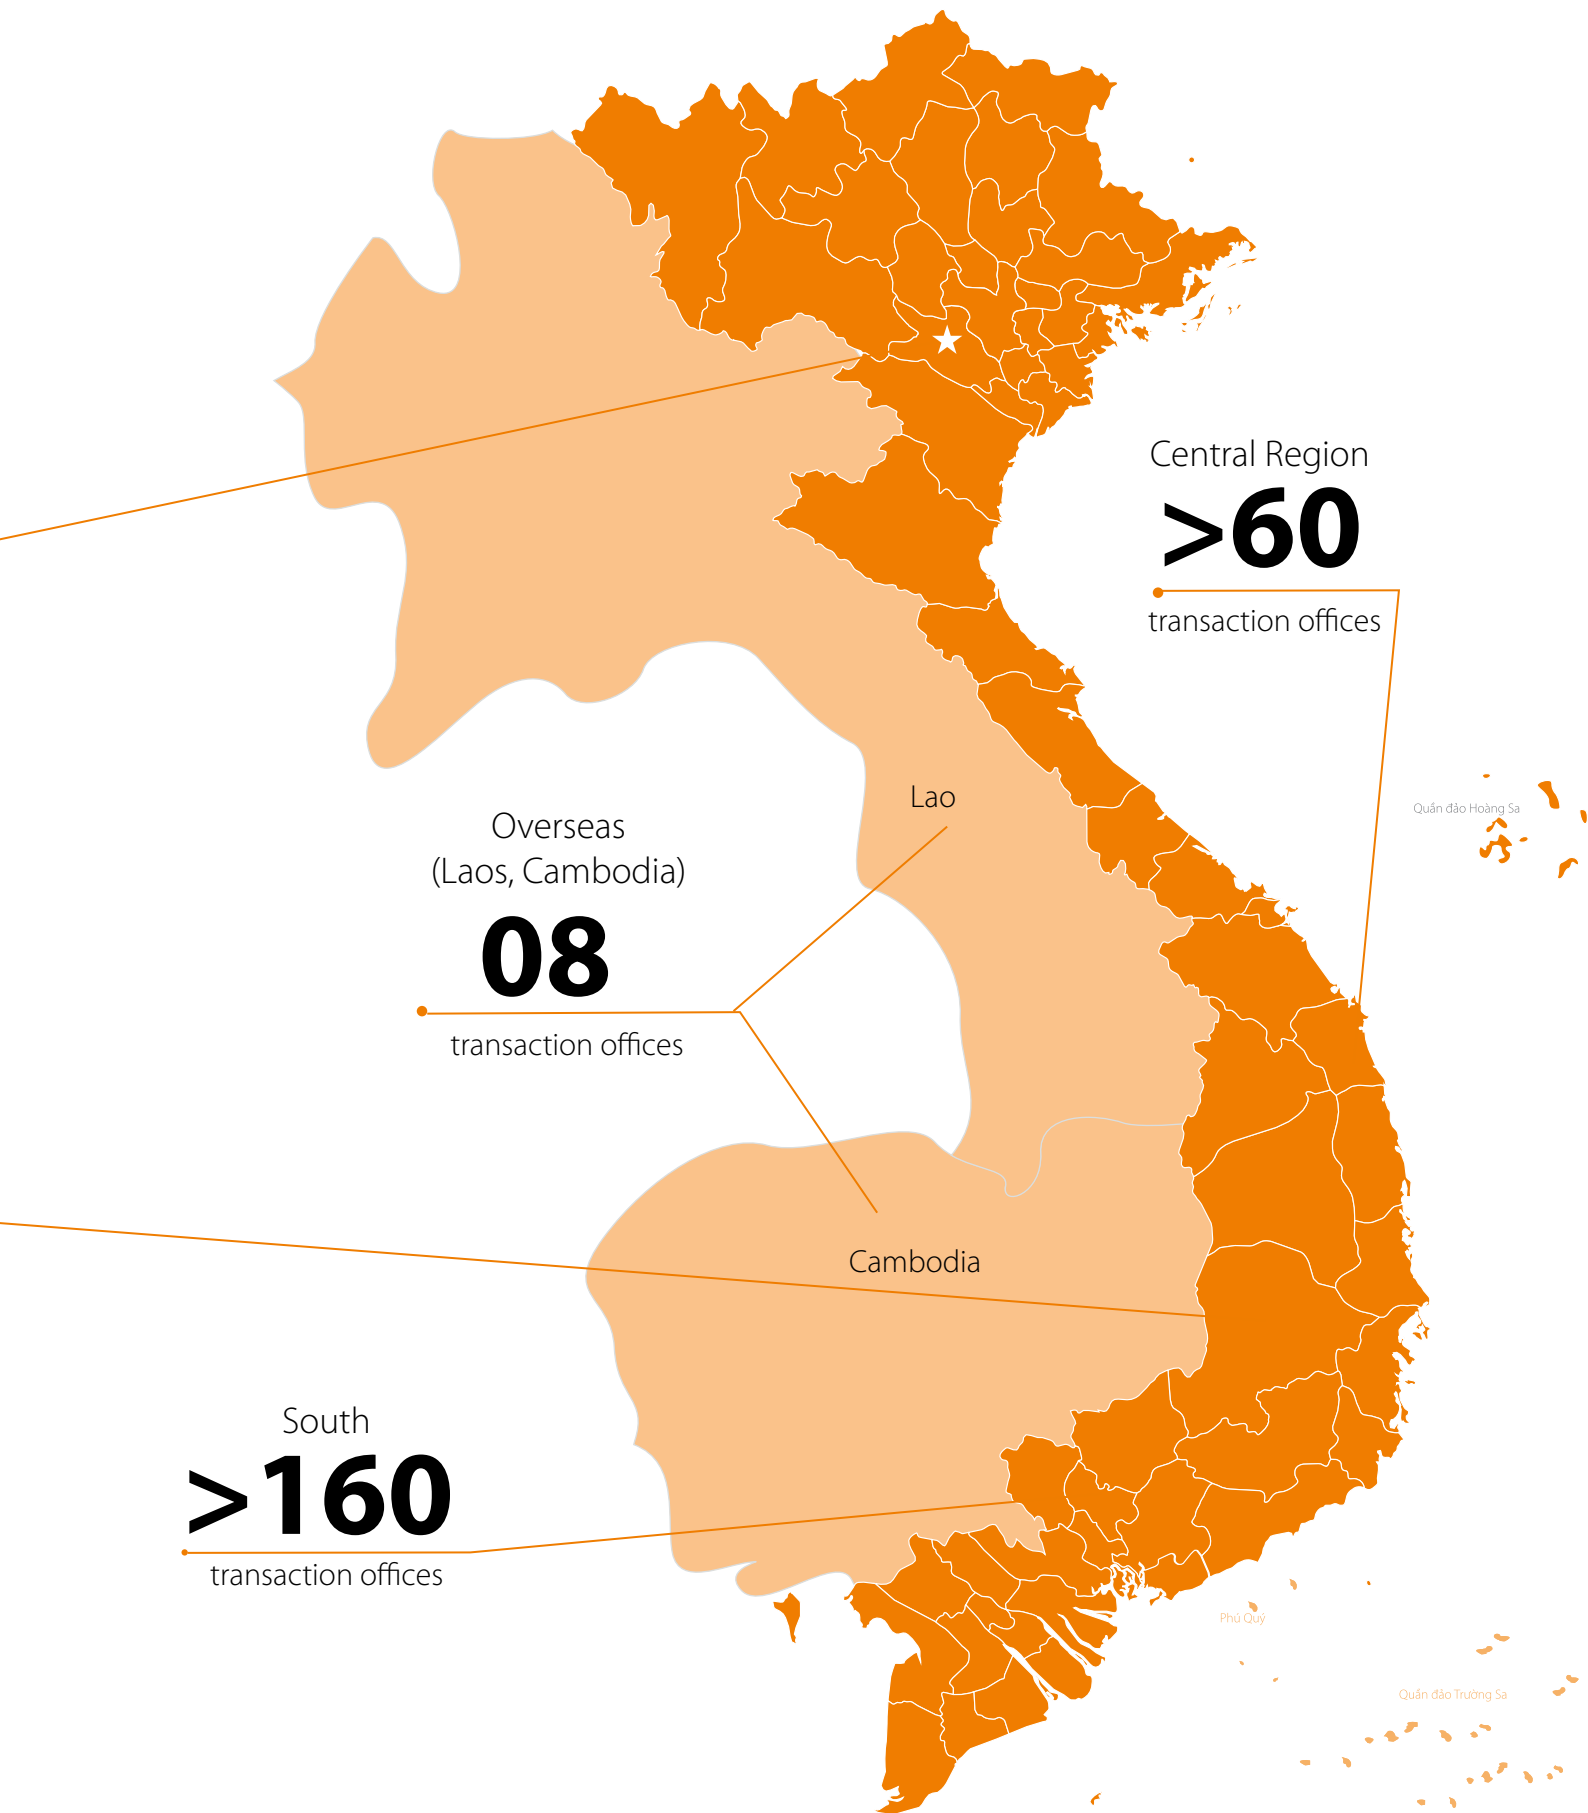 Central Region
>60
transaction offices
Lao
Quần đảo Hoàng Sa
Overseas
(Laos, Cambodia)
08
transaction offices
Cambodia
South
>160
transaction offices
Phú Quý
Quần đảo Trường Sa